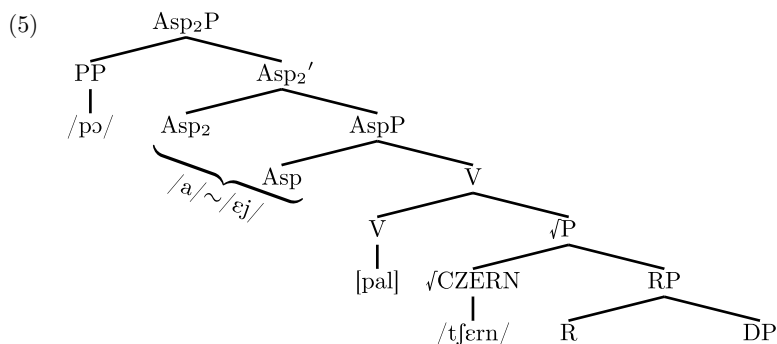 (5) Asp₂P
PP Asp₂′
/pɔ/ Asp₂ AspP
/a/∼/ɛj/ Asp V
V √P
[pal] √CZERN RP
/tʃɛrn/ R DP